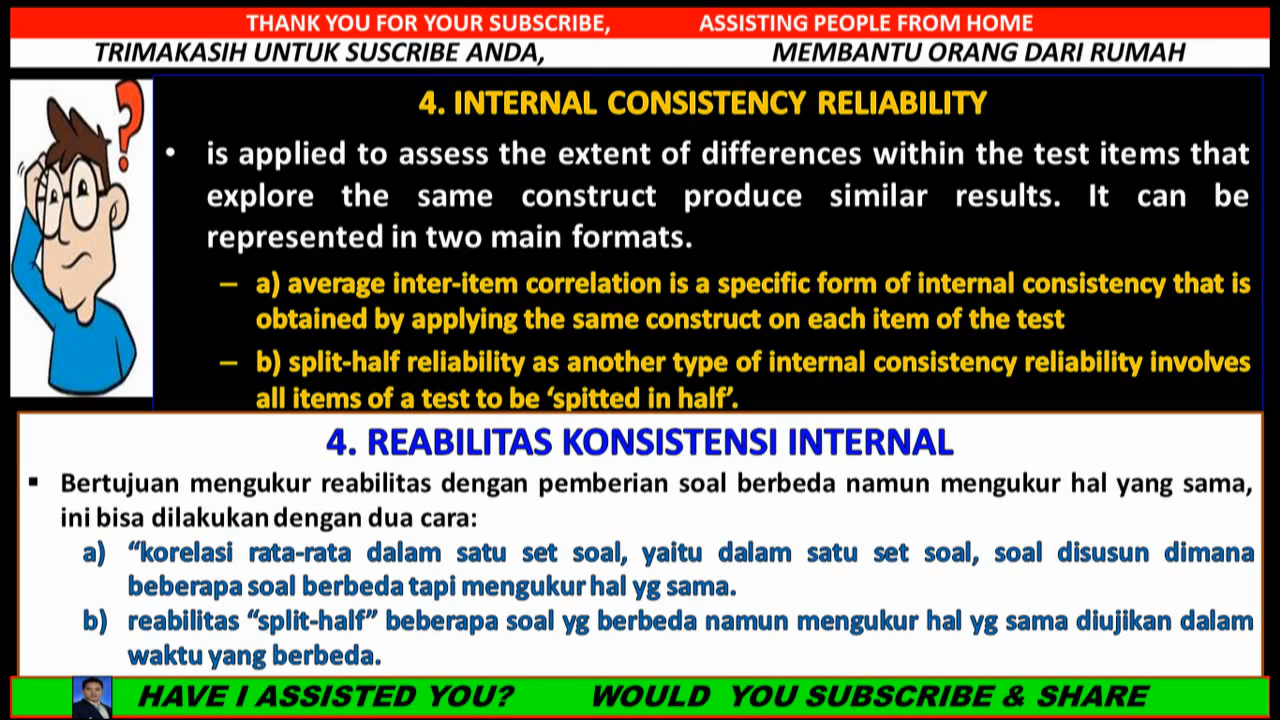 THANK YOU FOR YOUR SUBSCRIBE, ASSISTING PEOPLE FROM HOME
TRIMAKASIH UNTUK SUSCRIBE ANDA, MEMBANTU ORANG DARI RUMAH
?
4. INTERNAL CONSISTENCY RELIABILITY
• is applied to assess the extent of differences within the test items that
explore the same construct produce similar results. It can be
represented in two main formats.
– a) average inter-item correlation is a specific form of internal consistency that is
obtained by applying the same construct on each item of the test
– b) split-half reliability as another type of internal consistency reliability involves
all items of a test to be ‘spitted in half’.
4. REABILITAS KONSISTENSI INTERNAL
▪ Bertujuan mengukur reabilitas dengan pemberian soal berbeda namun mengukur hal yang sama,
ini bisa dilakukan dengan dua cara:
a) “korelasi rata-rata dalam satu set soal, yaitu dalam satu set soal, soal disusun dimana
beberapa soal berbeda tapi mengukur hal yg sama.
b) reabilitas “split-half” beberapa soal yg berbeda namun mengukur hal yg sama diujikan dalam
waktu yang berbeda.
HAVE I ASSISTED YOU? WOULD YOU SUBSCRIBE & SHARE